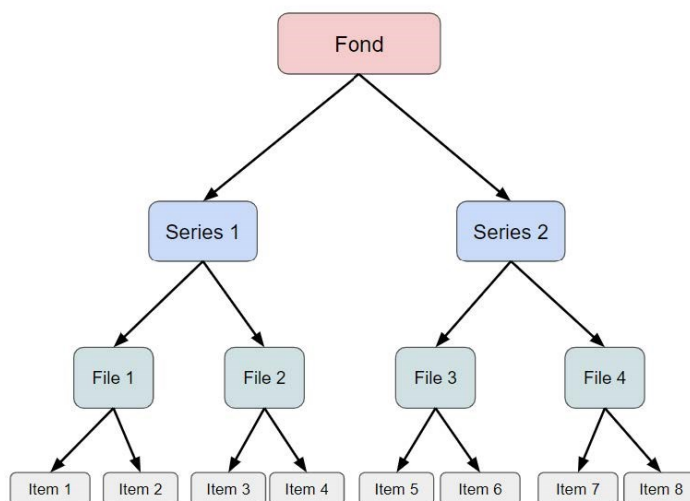 Fond
Series 1
Series 2
File 1
File 2
File 3
File 4
Item 1
Item 2
Item 3
Item 4
Item 5
Item 6
Item 7
Item 8